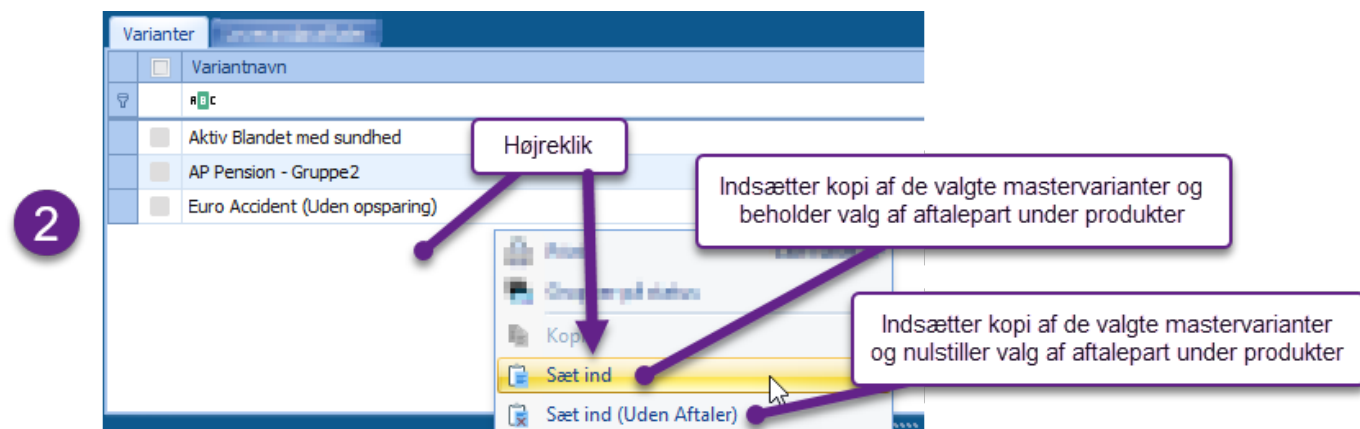 Varianter
Variantnavn
ABC
Aktiv Blandet med sundhed
AP Pension - Gruppe2
Euro Accident (Uden opsparing)
2
Højreklik
Indsætter kopi af de valgte mastervarianter og
beholder valg af aftalepart under produkter
Indsætter kopi af de valgte mastervarianter
og nulstiller valg af aftalepart under produkter
Sæt ind
Sæt ind (Uden Aftaler)